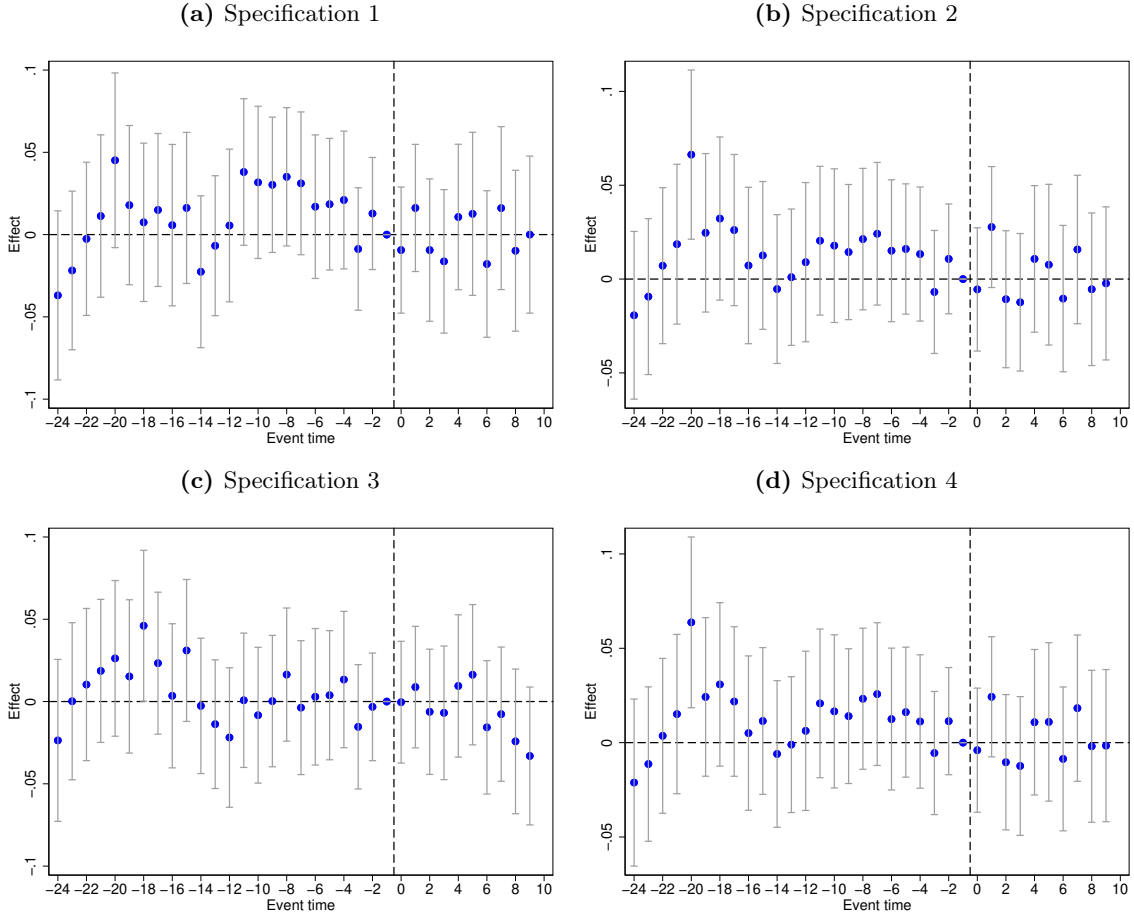 (a) Specification 1
.1
.05
0
-.05
-.1
Effect
-24 -22 -20 -18 -16 -14 -12 -10 -8 -6 -4 -2 0 2 4 6 8 10
Event time
(b) Specification 2
.1
.05
0
-.05
Effect
-24 -22 -20 -18 -16 -14 -12 -10 -8 -6 -4 -2 0 2 4 6 8 10
Event time
(c) Specification 3
.1
.05
0
-.05
-.1
Effect
-24 -22 -20 -18 -16 -14 -12 -10 -8 -6 -4 -2 0 2 4 6 8 10
Event time
(d) Specification 4
.1
.05
0
-.05
Effect
-24 -22 -20 -18 -16 -14 -12 -10 -8 -6 -4 -2 0 2 4 6 8 10
Event time